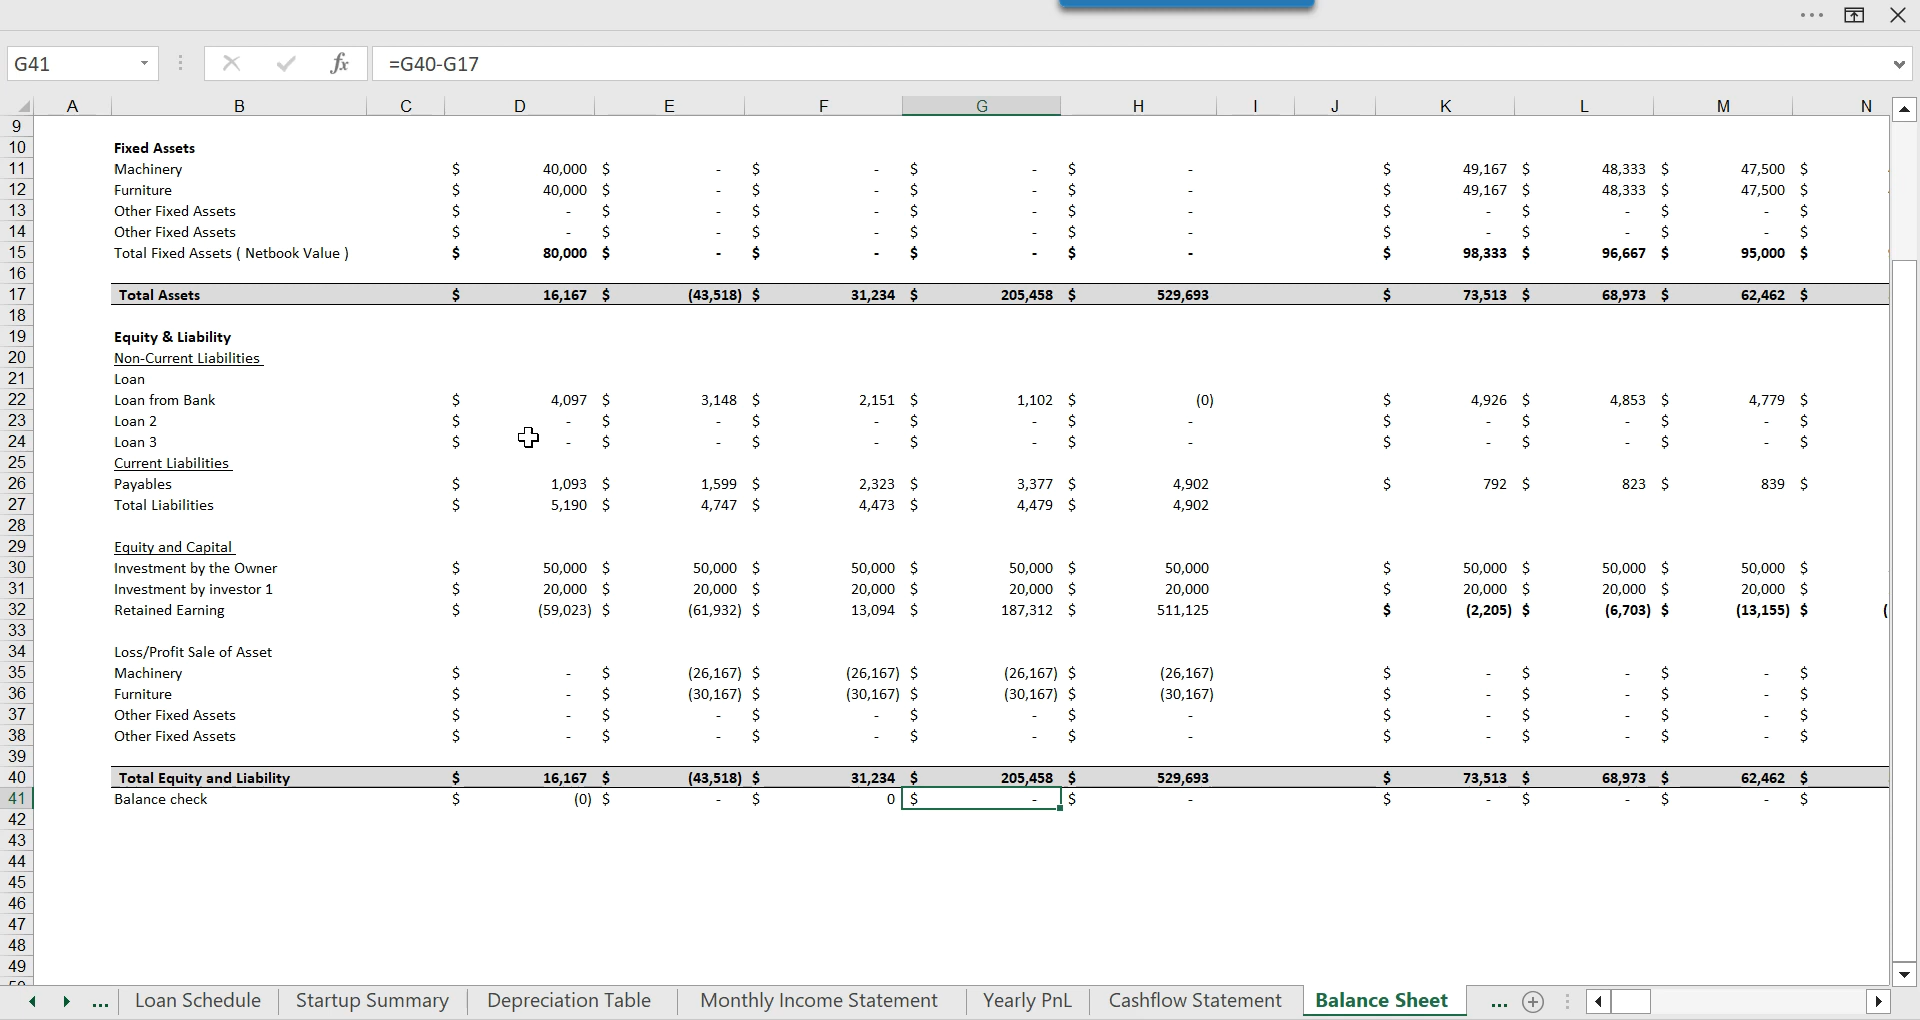 G41 fx =G40-G17
A B C D E F G H I J K L M N
9
10 Fixed Assets
11 Machinery $ 40,000 $ - $ - $ - $ - $ 49,167 $ 48,333 $ 47,500 $
12 Furniture $ 40,000 $ - $ - $ - $ - $ 49,167 $ 48,333 $ 47,500 $
13 Other Fixed Assets $ - $ - $ - $ - $ - $ - $ - $ - $
14 Other Fixed Assets $ - $ - $ - $ - $ - $ - $ - $ - $
15 Total Fixed Assets ( Netbook Value ) $ 80,000 $ - $ - $ - $ - $ 98,333 $ 96,667 $ 95,000 $
16
17 Total Assets $ 16,167 $ (43,518) $ 31,234 $ 205,458 $ 529,693 $ 73,513 $ 68,973 $ 62,462 $
18
19 Equity & Liability
20 Non-Current Liabilities
21 Loan
22 Loan from Bank $ 4,097 $ 3,148 $ 2,151 $ 1,102 $ (0) $ 4,926 $ 4,853 $ 4,779 $
23 Loan 2 $ - $ - $ - $ - $ - $ - $ - $ - $
24 Loan 3 $ - $ - $ - $ - $ - $ - $ - $ - $
25 Current Liabilities
26 Payables $ 1,093 $ 1,599 $ 2,323 $ 3,377 $ 4,902 $ 792 $ 823 $ 839 $
27 Total Liabilities $ 5,190 $ 4,747 $ 4,473 $ 4,479 $ 4,902
28
29 Equity and Capital
30 Investment by the Owner $ 50,000 $ 50,000 $ 50,000 $ 50,000 $ 50,000 $ 50,000 $ 50,000 $ 50,000 $
31 Investment by investor 1 $ 20,000 $ 20,000 $ 20,000 $ 20,000 $ 20,000 $ 20,000 $ 20,000 $ 20,000 $
32 Retained Earning $ (59,023) $ (61,932) $ 13,094 $ 187,312 $ 511,125 $ (2,205) $ (6,703) $ (13,155) $ (
33
34 Loss/Profit Sale of Asset
35 Machinery $ - $ (26,167) $ (26,167) $ (26,167) $ (26,167) $ - $ - $ - $
36 Furniture $ - $ (30,167) $ (30,167) $ (30,167) $ (30,167) $ - $ - $ - $
37 Other Fixed Assets $ - $ - $ - $ - $ - $ - $ - $ - $
38 Other Fixed Assets $ - $ - $ - $ - $ - $ - $ - $ - $
39
40 Total Equity and Liability $ 16,167 $ (43,518) $ 31,234 $ 205,458 $ 529,693 $ 73,513 $ 68,973 $ 62,462 $
41 Balance check $ (0) $ - $ 0 $ - $ - $ - $ - $ - $
42
43
44
45
46
47
48
49
... Loan Schedule Startup Summary Depreciation Table Monthly Income Statement Yearly PnL Cashflow Statement Balance Sheet ...